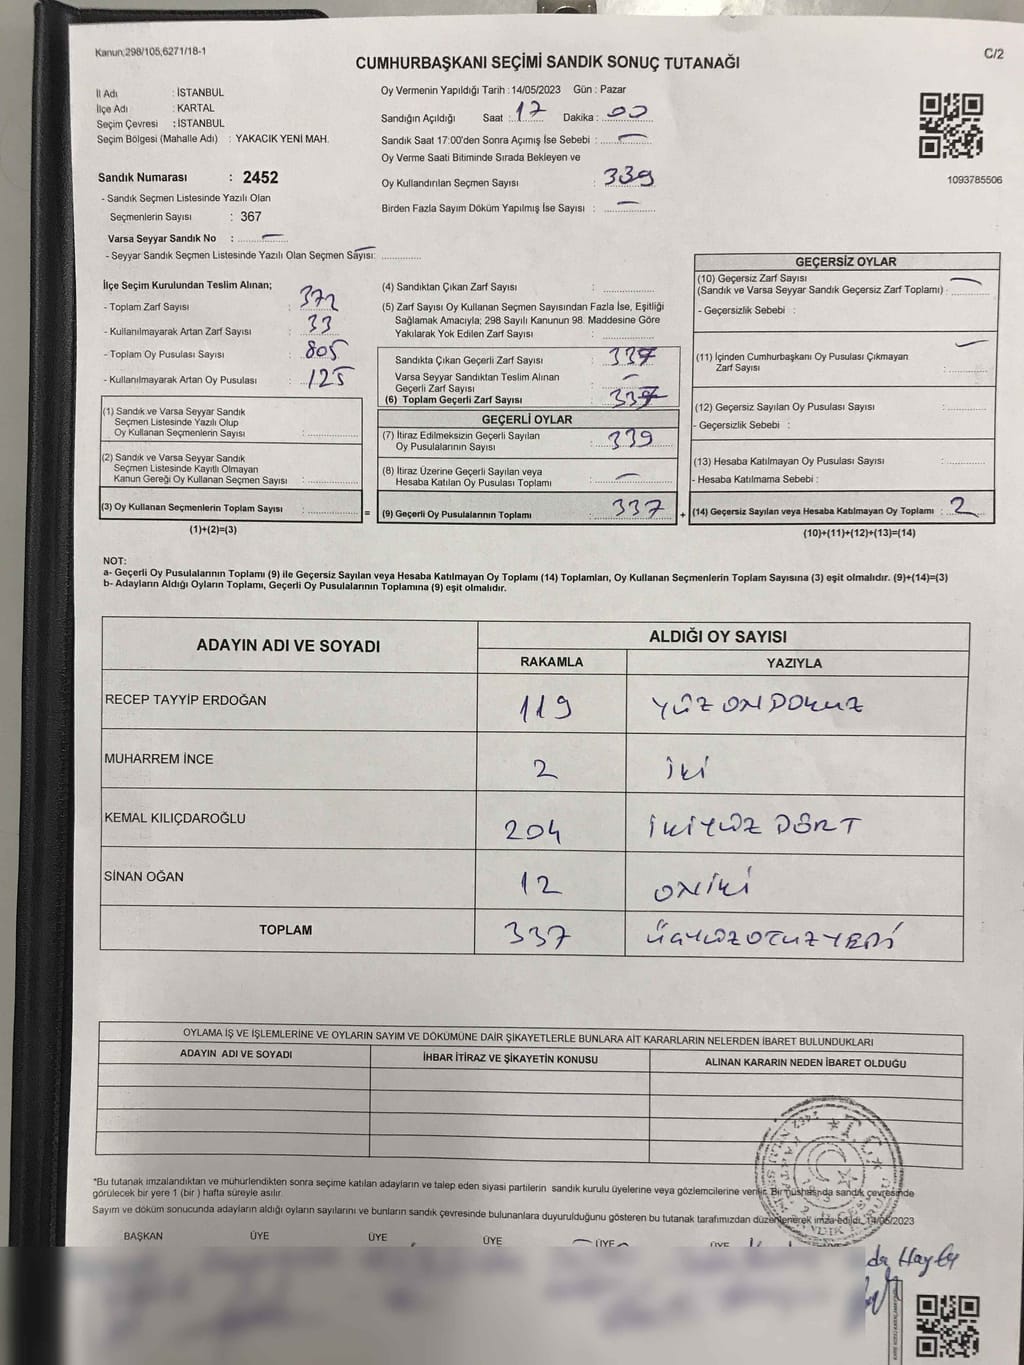 Kanun:298/105,6271/18-1
C/2
CUMHURBAŞKANI SEÇİMİ SANDIK SONUÇ TUTANAĞI
İl Adı : İSTANBUL
İlçe Adı : KARTAL
Seçim Çevresi : İSTANBUL
Seçim Bölgesi (Mahalle Adı) : YAKACIK YENİ MAH.
Sandık Numarası : 2452
- Sandık Seçmen Listesinde Yazılı Olan
Seçmenlerin Sayısı : 367
Varsa Seyyar Sandık No :
- Seyyar Sandık Seçmen Listesinde Yazılı Olan Seçmen Sayısı:
Oy Vermenin Yapıldığı Tarih : 14/05/2023 Gün : Pazar
Sandığın Açıldığı Saat : 17 Dakika : 00
Sandık Saat 17:00'den Sonra Açımış İse Sebebi :
Oy Verme Saati Bitiminde Sırada Bekleyen ve
Oy Kullandırılan Seçmen Sayısı : 339
Birden Fazla Sayım Döküm Yapılmış İse Sayısı :
1093785506
İlçe Seçim Kurulundan Teslim Alınan;
- Toplam Zarf Sayısı : 372
- Kullanılmayarak Artan Zarf Sayısı : 33
- Toplam Oy Pusulası Sayısı : 805
- Kullanılmayarak Artan Oy Pusulası : 125
(1) Sandık ve Varsa Seyyar Sandık
Seçmen Listesinde Yazılı Olup
Oy Kullanan Seçmenlerin Sayısı :
(2) Sandık ve Varsa Seyyar Sandık
Seçmen Listesinde Kayıtlı Olmayan
Kanun Gereği Oy Kullanan Seçmen Sayısı :
(3) Oy Kullanan Seçmenlerin Toplam Sayısı : =
(1)+(2)=(3)
(4) Sandıktan Çıkan Zarf Sayısı :
(5) Zarf Sayısı Oy Kullanan Seçmen Sayısından Fazla İse, Eşitliği
Sağlamak Amacıyla; 298 Sayılı Kanunun 98. Maddesine Göre
Yakılarak Yok Edilen Zarf Sayısı :
Sandıkta Çıkan Geçerli Zarf Sayısı : 337
Varsa Seyyar Sandıktan Teslim Alınan
Geçerli Zarf Sayısı :
(6) Toplam Geçerli Zarf Sayısı : 337
GEÇERLİ OYLAR
(7) İtiraz Edilmeksizin Geçerli Sayılan
Oy Pusulalarının Sayısı : 339
(8) İtiraz Üzerine Geçerli Sayılan veya
Hesaba Katılan Oy Pusulası Toplamı :
(9) Geçerli Oy Pusulalarının Toplamı : 337 +
GEÇERSİZ OYLAR
(10) Geçersiz Zarf Sayısı
(Sandık ve Varsa Seyyar Sandık Geçersiz Zarf Toplamı) :
- Geçersizlik Sebebi :
(11) İçinden Cumhurbaşkanı Oy Pusulası Çıkmayan
Zarf Sayısı :
(12) Geçersiz Sayılan Oy Pusulası Sayısı :
- Geçersizlik Sebebi :
(13) Hesaba Katılmayan Oy Pusulası Sayısı :
- Hesaba Katılmama Sebebi :
(14) Geçersiz Sayılan veya Hesaba Katılmayan Oy Toplamı : 2
(10)+(11)+(12)+(13)=(14)
NOT:
a- Geçerli Oy Pusulalarının Toplamı (9) ile Geçersiz Sayılan veya Hesaba Katılmayan Oy Toplamı (14) Toplamları, Oy Kullanan Seçmenlerin Toplam Sayısına (3) eşit olmalıdır. (9)+(14)=(3)
b- Adayların Aldığı Oyların Toplamı, Geçerli Oy Pusulalarının Toplamına (9) eşit olmalıdır.
ADAYIN ADI VE SOYADI ALDIĞI OY SAYISI
RAKAMLA YAZIYLA
RECEP TAYYİP ERDOĞAN 119 YÜZ ONDOKUZ
MUHARREM İNCE 2 İki
KEMAL KILIÇDAROĞLU 204 İKİYÜZ DÖRT
SİNAN OĞAN 12 ONİKİ
TOPLAM 337 ÜÇYÜZOTUZYEDİ
OYLAMA İŞ VE İŞLEMLERİNE VE OYLARIN SAYIM VE DÖKÜMÜNE DAİR ŞİKAYETLERLE BUNLARA AİT KARARLARIN NELERDEN İBARET BULUNDUKLARI
ADAYIN ADI VE SOYADI İHBAR İTİRAZ VE ŞİKAYETİN KONUSU ALINAN KARARIN NEDEN İBARET OLDUĞU
*Bu tutanak imzalandıktan ve mühürlendikten sonra seçime katılan adayların ve talep eden siyasi partilerin sandık kurulu üyelerine veya gözlemcilerine verilir. Bir nüshasında sandık çevresinde
görülecek bir yere 1 (bir ) hafta süreyle asılır.
Sayım ve döküm sonucunda adayların aldığı oyların sayılarını ve bunların sandık çevresinde bulunanlara duyurulduğunu gösteren bu tutanak tarafımızdan düzenlenerek imza edildi. 14/05/2023
BAŞKAN ÜYE ÜYE ÜYE ÜYE ÜYE